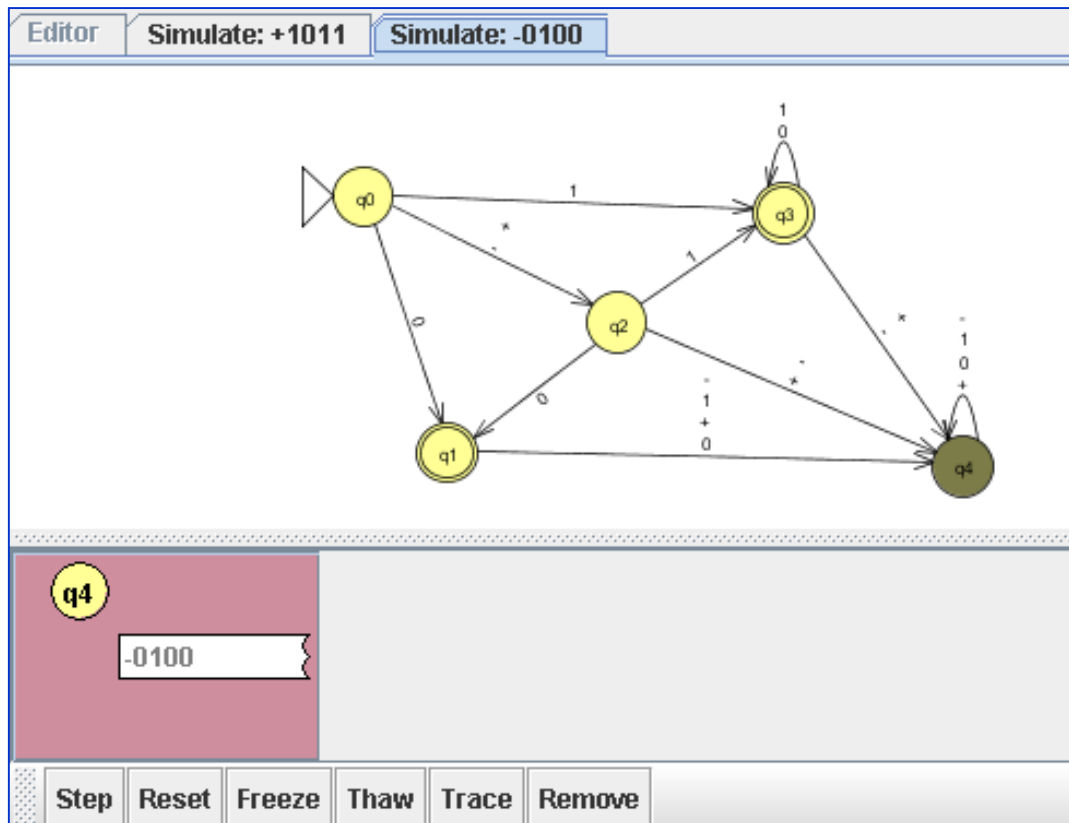 Editor
Simulate: +1011
Simulate: -0100
1
0
q0
1
q3
- +
1
q2
0
- +
-
1
0
+
+ -
-
1
+
0
0
q1
q4
q4
-0100
Step
Reset
Freeze
Thaw
Trace
Remove